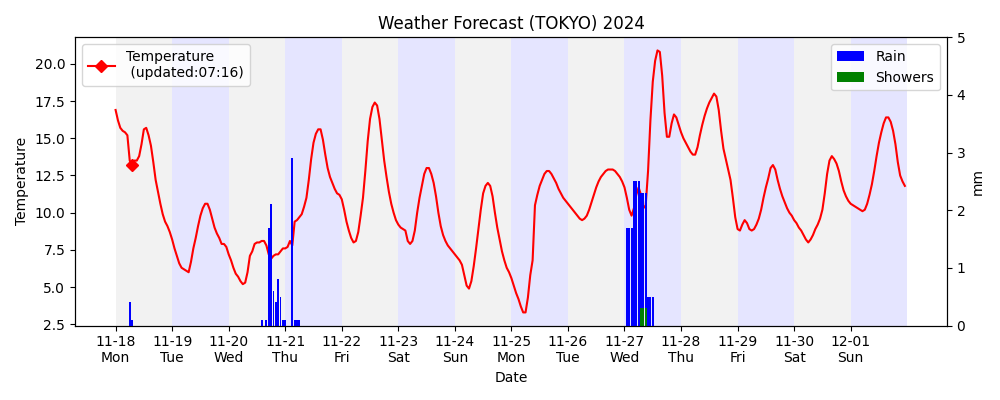 Weather Forecast (TOKYO) 2024
Temperature
(updated:07:16)
Rain
Showers
Temperature
20.0
17.5
15.0
12.5
10.0
7.5
5.0
2.5
5
4
3
2
1
0
mm
11-18 11-19 11-20 11-21 11-22 11-23 11-24 11-25 11-26 11-27 11-28 11-29 11-30 12-01
Mon Tue Wed Thu Fri Sat Sun Mon Tue Wed Thu Fri Sat Sun
Date